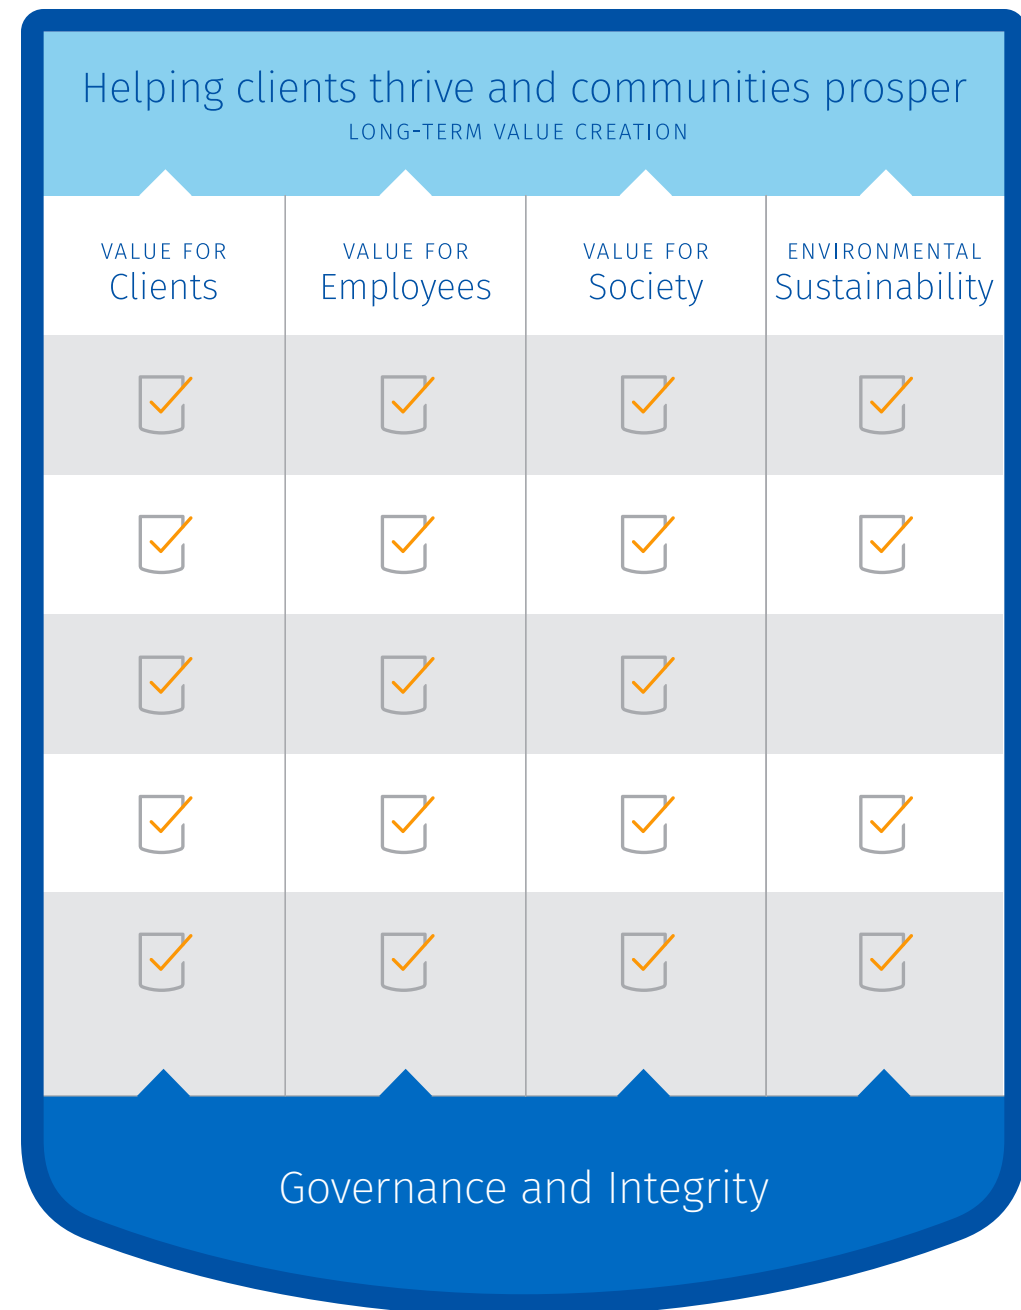 Helping clients thrive and communities prosper
LONG-TERM VALUE CREATION
VALUE FOR
Clients
VALUE FOR
Employees
VALUE FOR
Society
ENVIRONMENTAL
Sustainability
Governance and Integrity